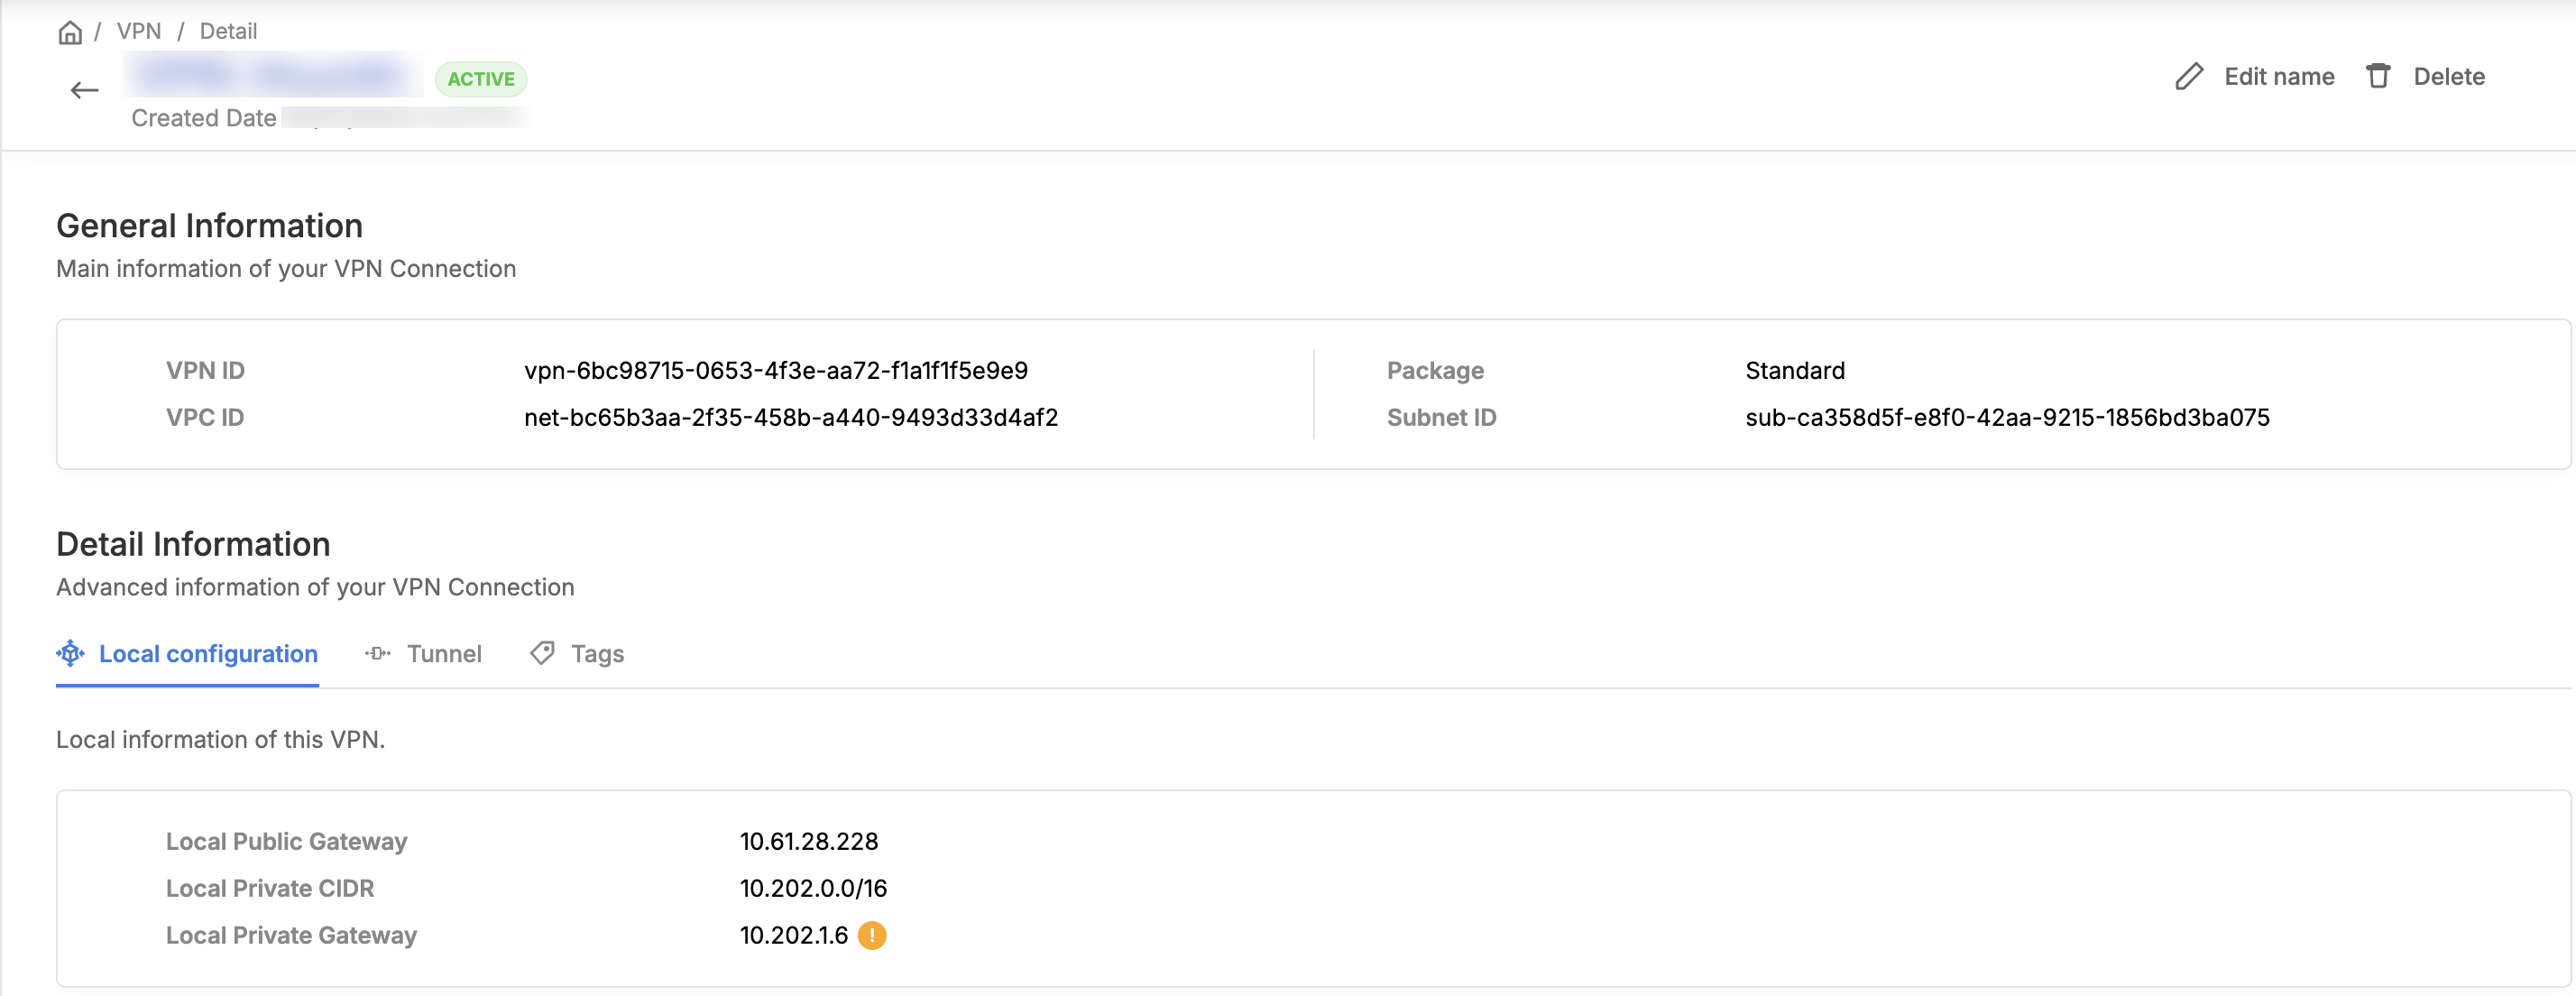 / VPN / Detail
ACTIVE
Created Date
Edit name
Delete
General Information
Main information of your VPN Connection
VPN ID vpn-6bc98715-0653-4f3e-aa72-f1a1f1f5e9e9
Package Standard
VPC ID net-bc65b3aa-2f35-458b-a440-9493d33d4af2
Subnet ID sub-ca358d5f-e8f0-42aa-9215-1856bd3ba075
Detail Information
Advanced information of your VPN Connection
Local configuration Tunnel Tags
Local information of this VPN.
Local Public Gateway 10.61.28.228
Local Private CIDR 10.202.0.0/16
Local Private Gateway 10.202.1.6